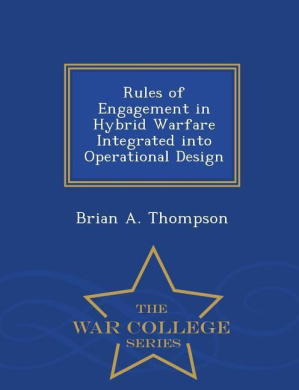 Rules of
Engagement in
Hybrid Warfare
Integrated into
Operational Design
Brian A. Thompson
THE
WAR COLLEGE
SERIES